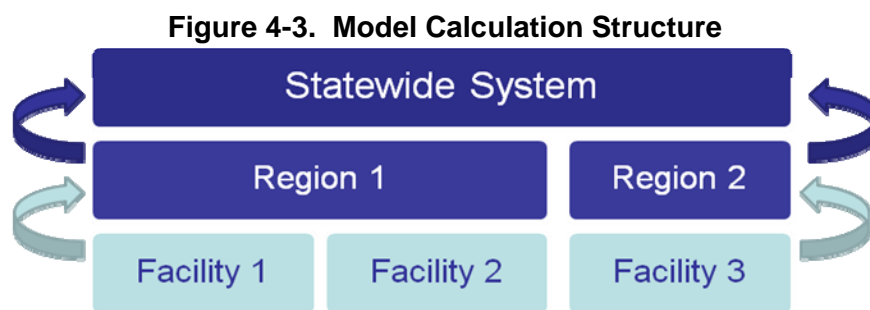 Figure 4-3. Model Calculation Structure
Statewide System
Region 1 Region 2
Facility 1 Facility 2 Facility 3